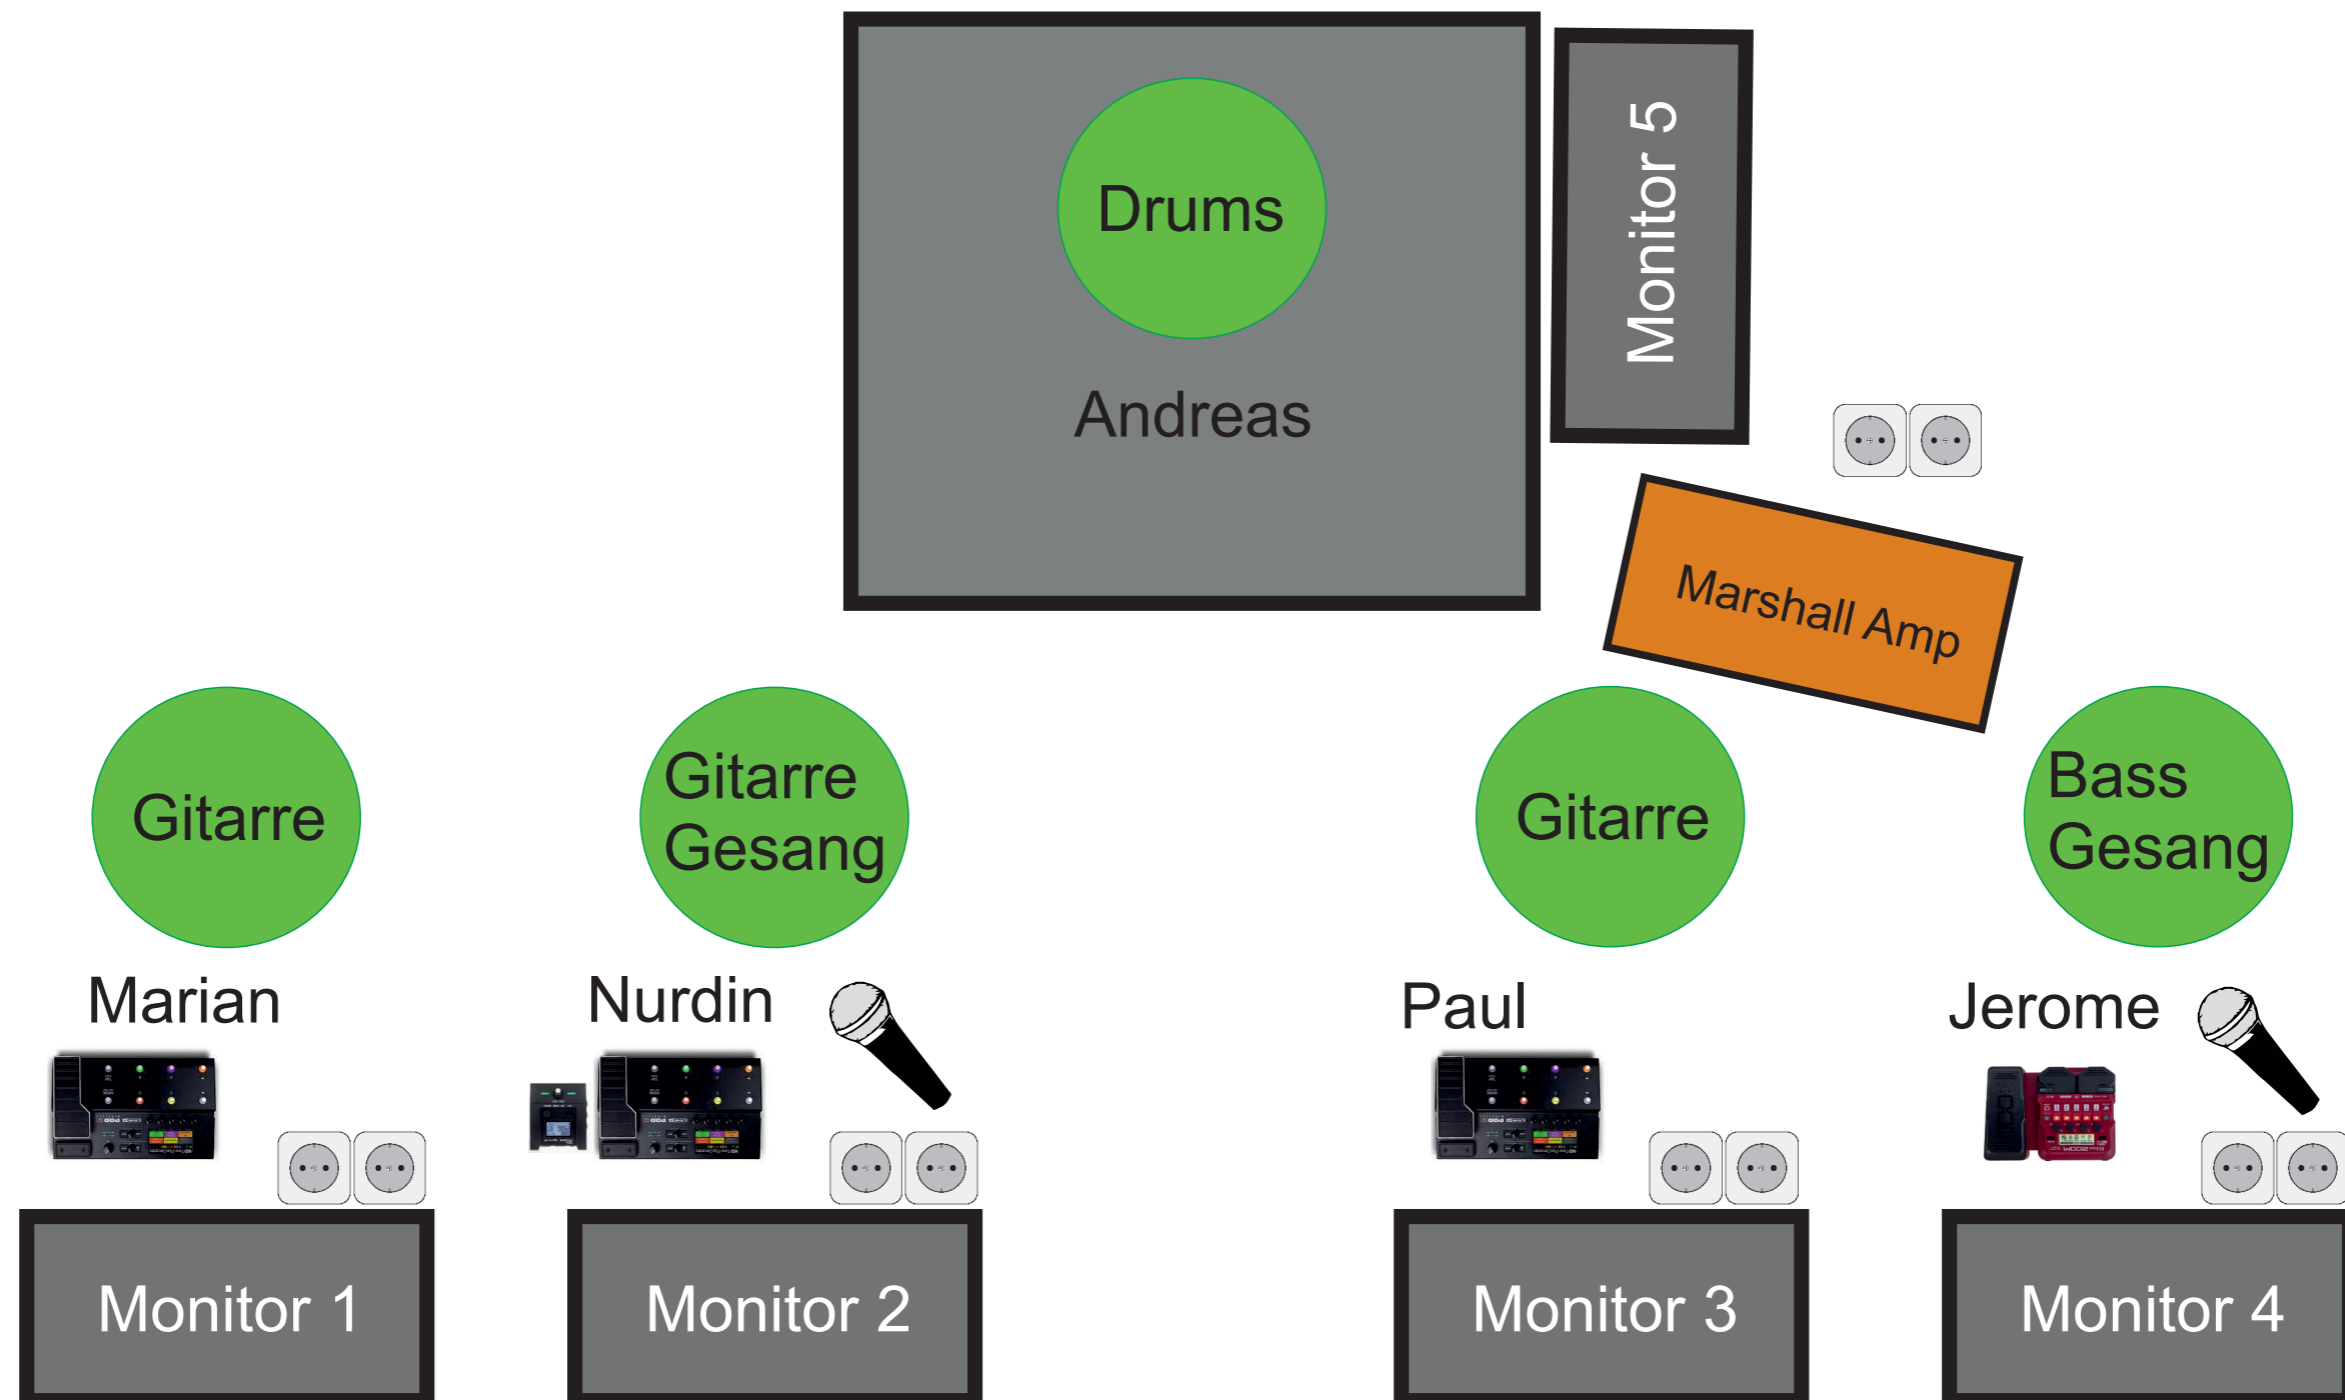 Drums
Andreas
Monitor 5
Marshall Amp
Gitarre
Gitarre
Gesang
Gitarre
Bass
Gesang
Marian
Nurdin
Paul
Jerome
Monitor 1
Monitor 2
Monitor 3
Monitor 4